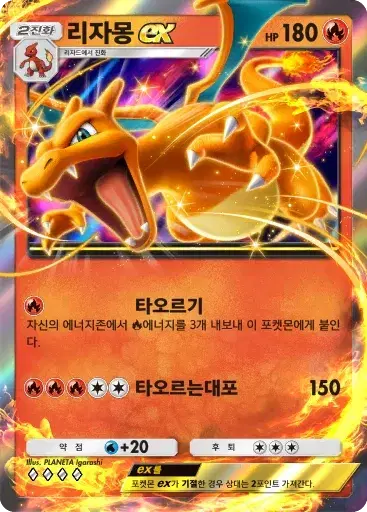 2진화
리자몽 ex
HP 180
리자드에서 진화
타오르기
자신의 에너지존에서 에너지를 3개 내보내 이 포켓몬에게 붙인
다.
타오르는대포 150
약 점 +20 후 퇴
Illus. PLANETA Igarashi
ex룰
포켓몬 ex가 기절한 경우 상대는 2포인트 가져간다.